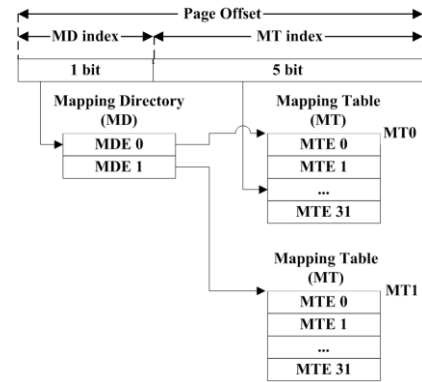 Page Offset
MD index MT index
1 bit 5 bit
Mapping Directory
(MD)
MDE 0
MDE 1
Mapping Table
(MT)
MT0
MTE 0
MTE 1
...
MTE 31
Mapping Table
(MT)
MT1
MTE 0
MTE 1
...
MTE 31